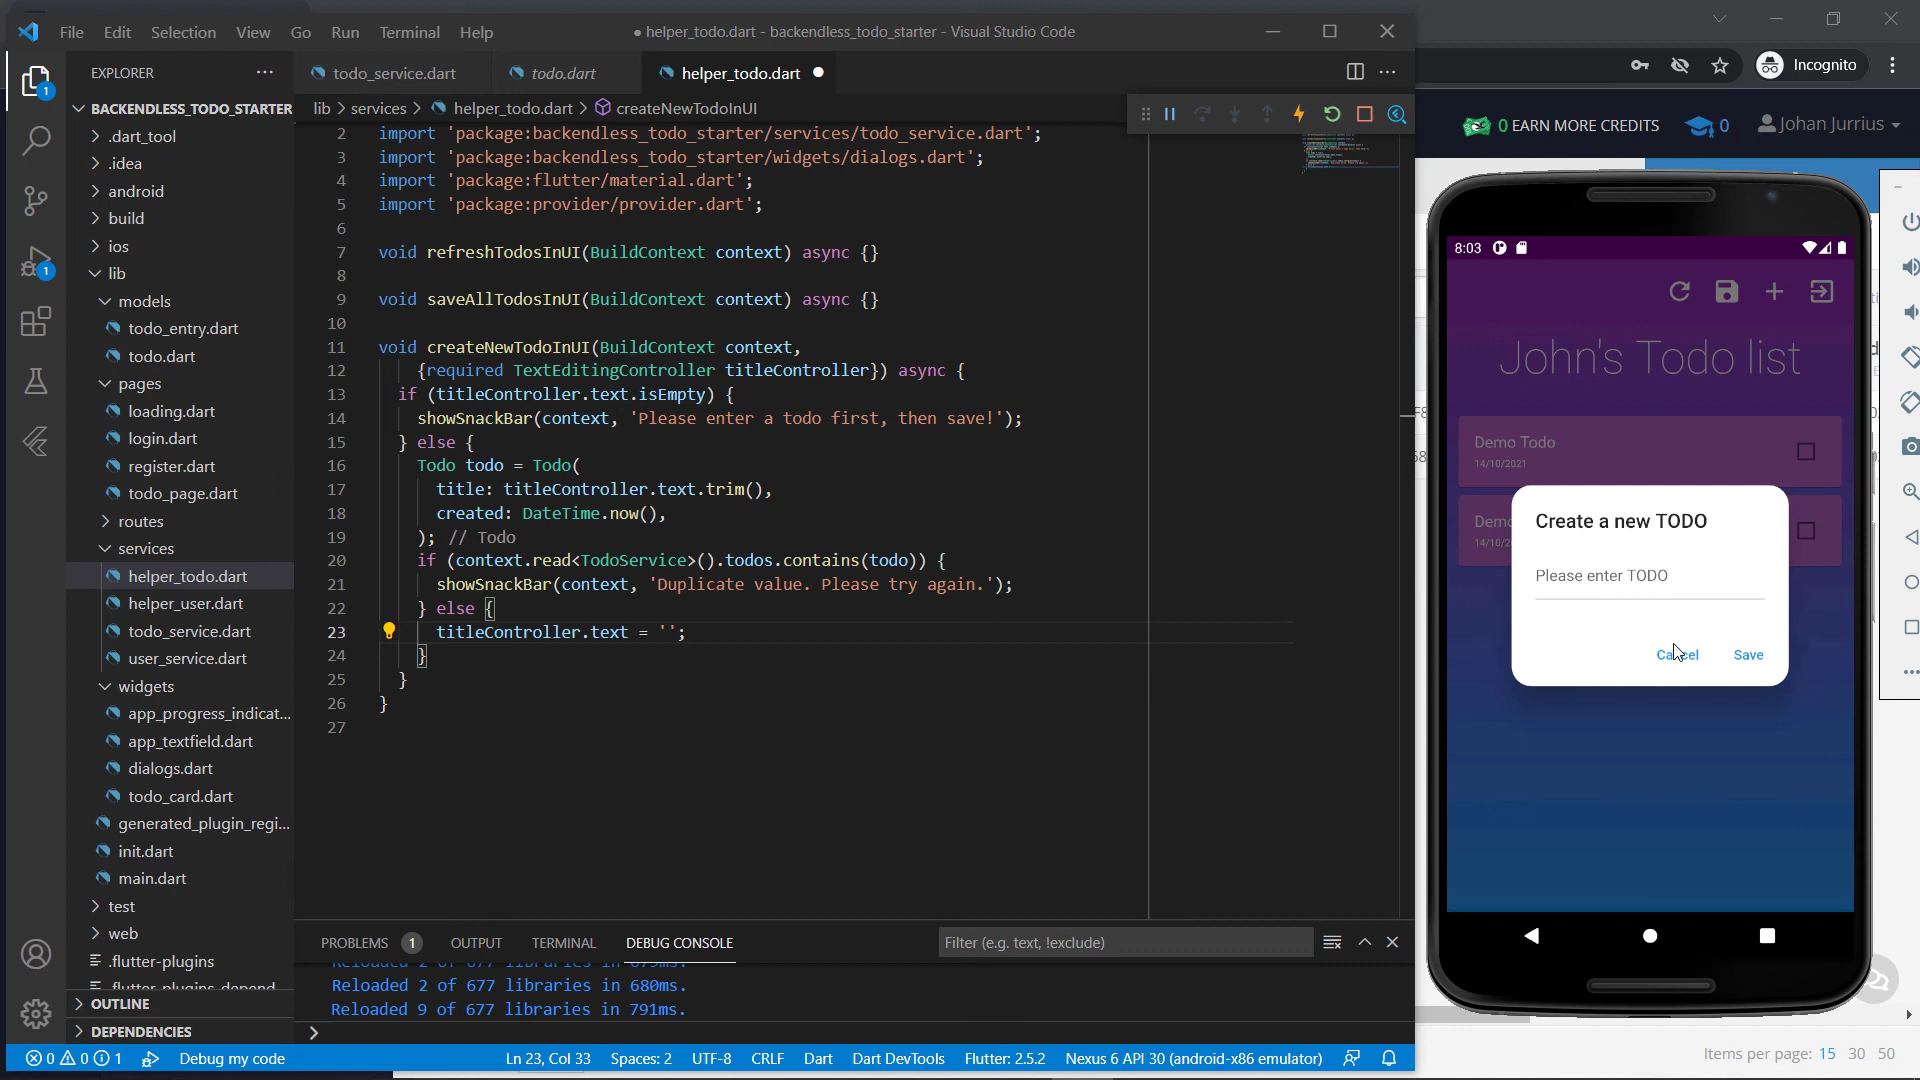 File Edit Selection View Go Run Terminal Help
● helper_todo.dart - backendless_todo_starter - Visual Studio Code
EXPLORER
todo_service.dart
todo.dart
helper_todo.dart
Incognito
BACKENDLESS_TODO_STARTER
lib > services > helper_todo.dart > createNewTodoInUI
0 EARN MORE CREDITS
0
Johan Jurrius
.dart_tool
.idea
android
build
ios
lib
models
todo_entry.dart
todo.dart
pages
loading.dart
login.dart
register.dart
todo_page.dart
routes
services
helper_todo.dart
helper_user.dart
todo_service.dart
user_service.dart
widgets
app_progress_indicat...
app_textfield.dart
dialogs.dart
todo_card.dart
generated_plugin_regi...
init.dart
main.dart
test
web
.flutter-plugins
.flutter-plugins-depend
OUTLINE
DEPENDENCIES
1
1
2 import 'package:backendless_todo_starter/services/todo_service.dart';
3 import 'package:backendless_todo_starter/widgets/dialogs.dart';
4 import 'package:flutter/material.dart';
5 import 'package:provider/provider.dart';
6
7 void refreshTodosInUI(BuildContext context) async {}
8
9 void saveAllTodosInUI(BuildContext context) async {}
10
11 void createNewTodoInUI(BuildContext context,
12 {required TextEditingController titleController}) async {
13 if (titleController.text.isEmpty) {
14 showSnackBar(context, 'Please enter a todo first, then save!');
15 } else {
16 Todo todo = Todo(
17 title: titleController.text.trim(),
18 created: DateTime.now(),
19 ); // Todo
20 if (context.read<TodoService>().todos.contains(todo)) {
21 showSnackBar(context, 'Duplicate value. Please try again.');
22 } else {
23 titleController.text = '';
24 }
25 }
26 }
27
PROBLEMS 1 OUTPUT TERMINAL DEBUG CONSOLE
Filter (e.g. text, !exclude)
Reloaded 2 of 677 libraries in 680ms.
Reloaded 9 of 677 libraries in 791ms.
0 0 1 Debug my code
Ln 23, Col 33 Spaces: 2 UTF-8 CRLF Dart Dart DevTools Flutter: 2.5.2 Nexus 6 API 30 (android-x86 emulator)
8:03
John's Todo list
Demo Todo
14/10/2021
Create a new TODO
Please enter TODO
Cancel Save
Items per page: 15 30 50